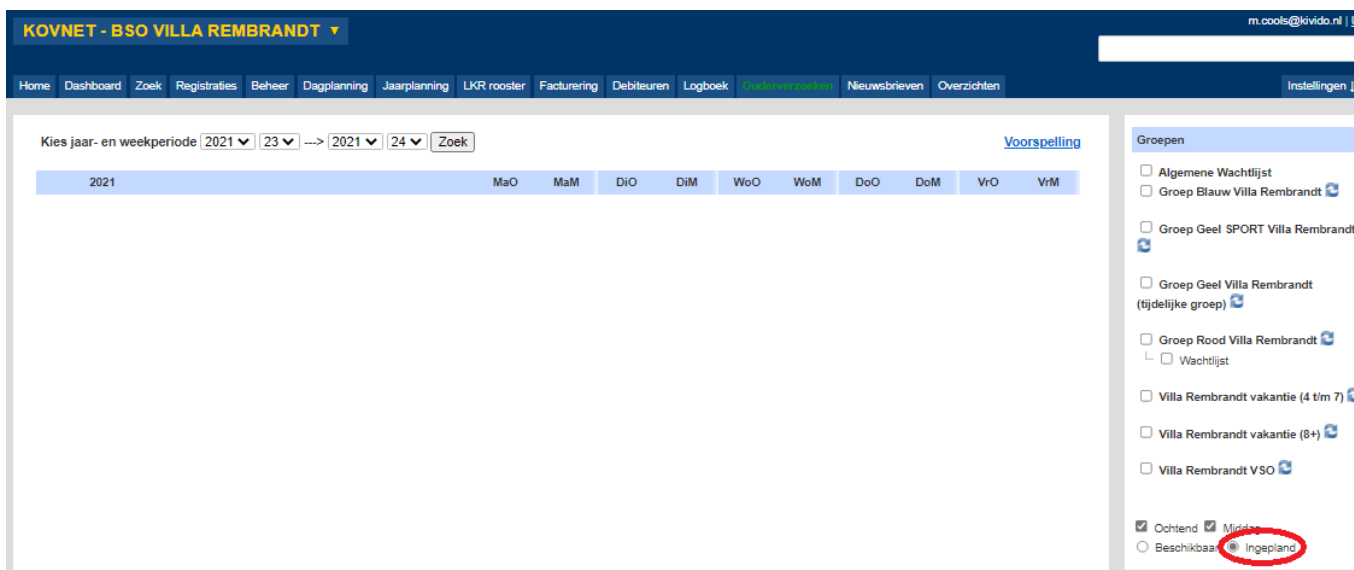 KOVNET - BSO VILLA REMBRANDT ▼
m.cools@kivido.nl |
Home Dashboard Zoek Registraties Beheer Dagplanning Jaarplanning LKR rooster Facturering Debiteuren Logboek Ouderverzoeken Nieuwsbrieven Overzichten Instellingen
Kies jaar- en weekperiode 2021 23 ---> 2021 24 Zoek
Voorspelling
2021 MaO MaM DiO DiM WoO WoM DoO DoM VrO VrM
Groepen
Algemene Wachtlijst
Groep Blauw Villa Rembrandt
Groep Geel SPORT Villa Rembrandt
Groep Geel Villa Rembrandt
(tijdelijke groep)
Groep Rood Villa Rembrandt
Wachtlijst
Villa Rembrandt vakantie (4 t/m 7)
Villa Rembrandt vakantie (8+)
Villa Rembrandt VSO
Ochtend Middag
Beschikbaar Ingepland